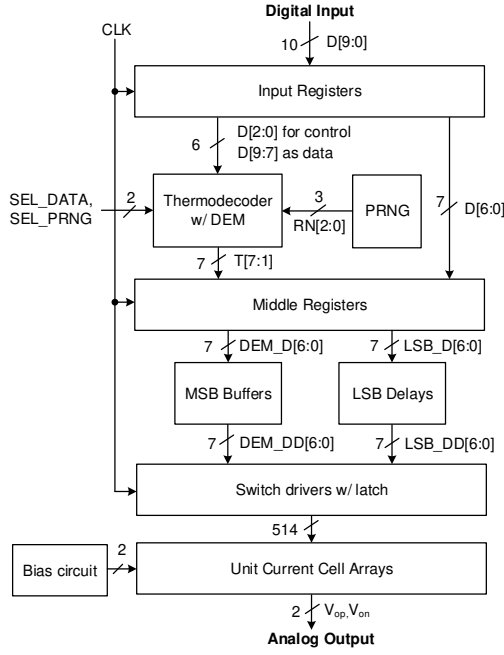 Digital Input
CLK
10
D[9:0]
Input Registers
6
D[2:0] for control
D[9:7] as data
SEL_DATA,
SEL_PRNG
2
Thermodecoder
w/ DEM
3
RN[2:0]
PRNG
7
D[6:0]
7
T[7:1]
Middle Registers
7
DEM_D[6:0]
7
LSB_D[6:0]
MSB Buffers
LSB Delays
7
DEM_DD[6:0]
7
LSB_DD[6:0]
Switch drivers w/ latch
514
Bias circuit
2
Unit Current Cell Arrays
2
Vop,Von
Analog Output